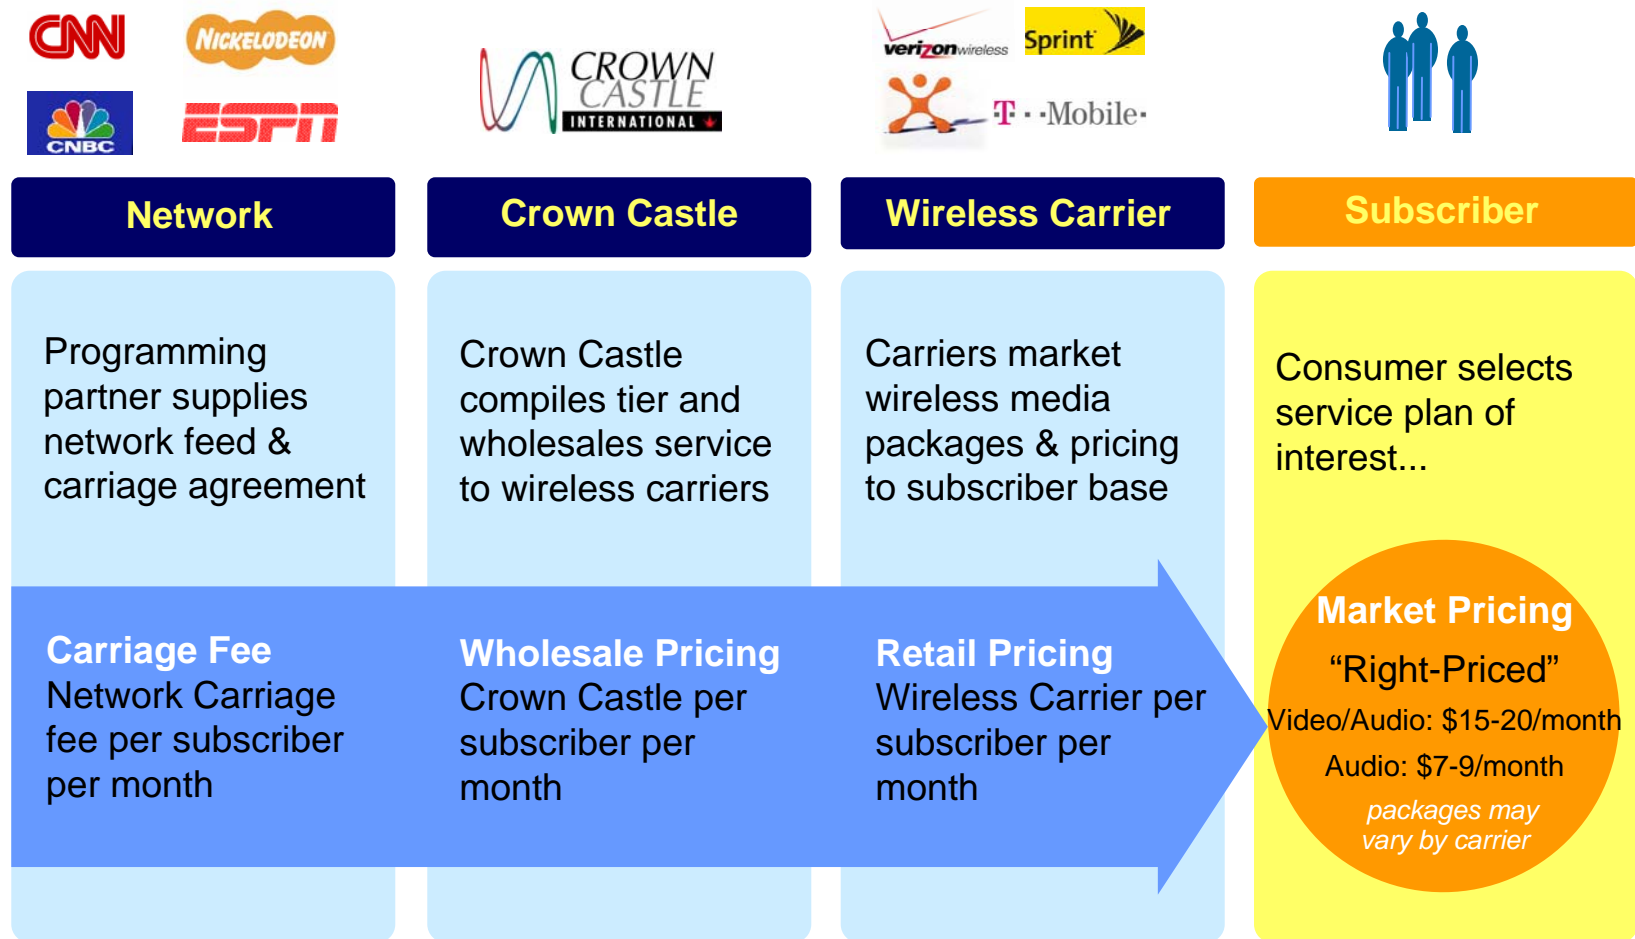 CNN
NICKELODEON
CNBC
ESPN
CROWN
CASTLE
INTERNATIONAL
verizonwireless
Sprint
T··Mobile·
Network
Crown Castle
Wireless Carrier
Subscriber
Programming
partner supplies
network feed &
carriage agreement
Crown Castle
compiles tier and
wholesales service
to wireless carriers
Carriers market
wireless media
packages & pricing
to subscriber base
Consumer selects
service plan of
interest...
Carriage Fee
Network Carriage
fee per subscriber
per month
Wholesale Pricing
Crown Castle per
subscriber per
month
Retail Pricing
Wireless Carrier per
subscriber per
month
Market Pricing
“Right-Priced”
Video/Audio: $15-20/month
Audio: $7-9/month
packages may
vary by carrier